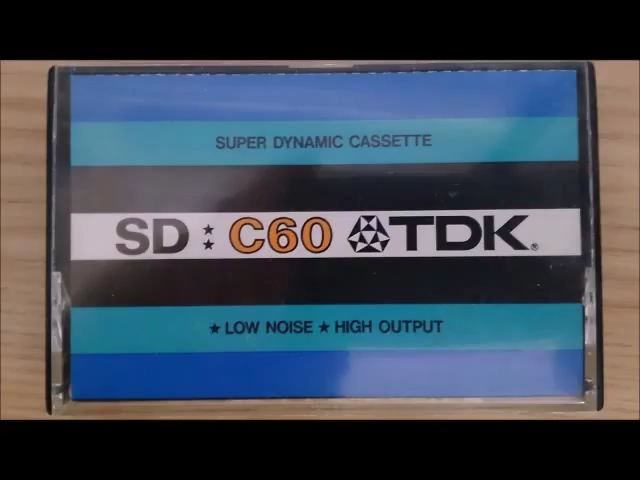 SUPER DYNAMIC CASSETTE
SD ⁑ C60 TDK®
★ LOW NOISE ★ HIGH OUTPUT